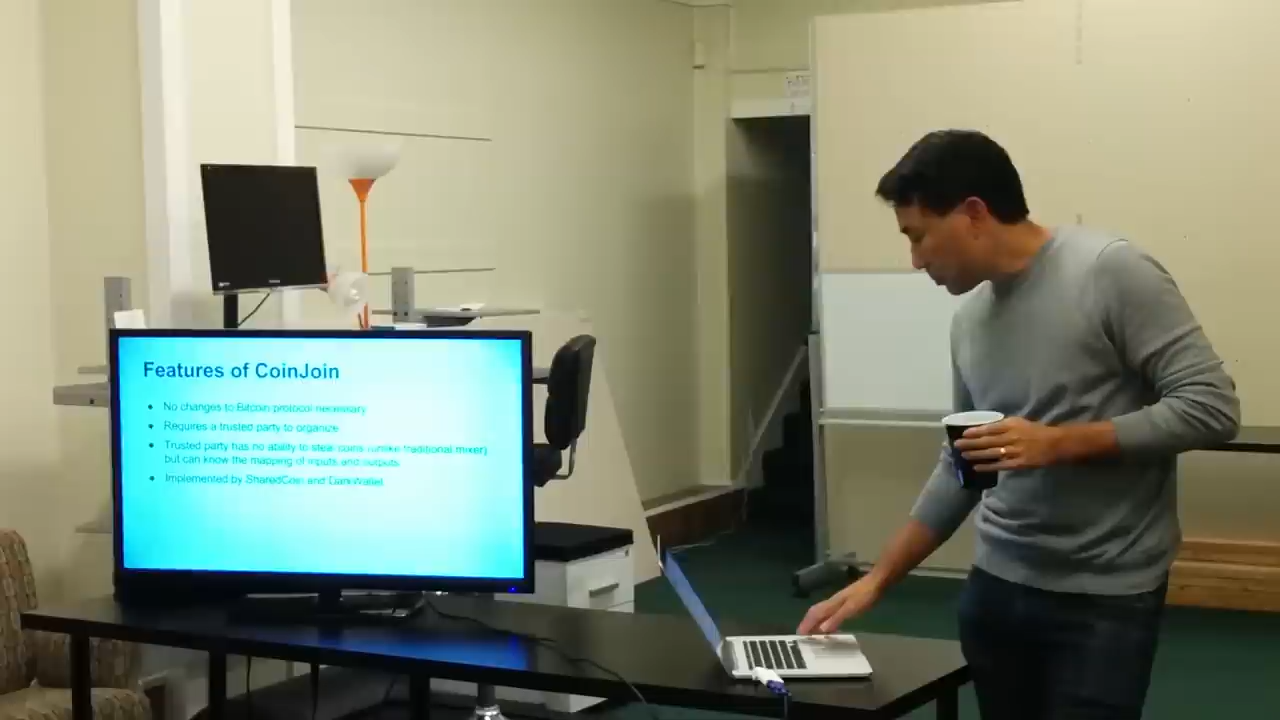 Features of CoinJoin
● No changes to Bitcoin protocol necessary
● Requires a trusted party to organize
● Trusted party has no ability to steal coins (unlike traditional mixer)
but can know the mapping of inputs and outputs
● Implemented by SharedCoin and DarkWallet